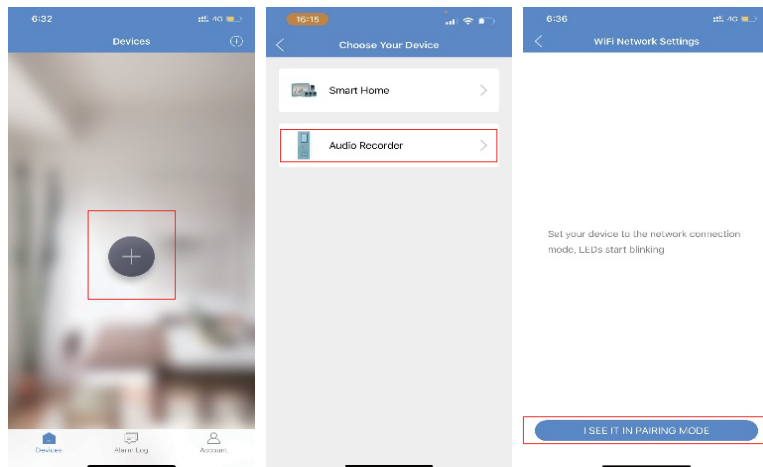 6:32
4G
Devices
Devices
Alarm Log
Account
16:15
Choose Your Device
Smart Home
Audio Recorder
6:36
4G
WiFi Network Settings
Set your device to the network connection
mode, LEDs start blinking
I SEE IT IN PAIRING MODE